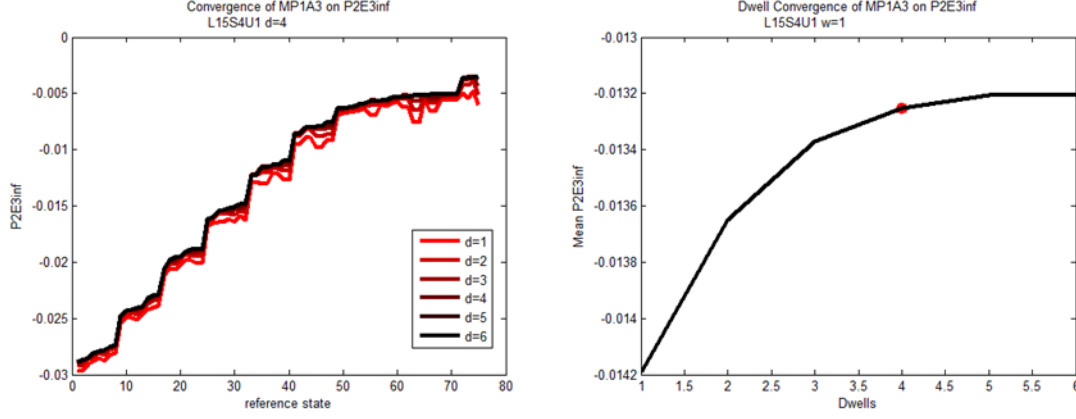 Convergence of MP1A3 on P2E3inf
L15S4U1 d=4
0
-0.005
-0.01
-0.015
-0.02
-0.025
-0.03
P2E3inf
0 10 20 30 40 50 60 70 80
reference state
d=1
d=2
d=3
d=4
d=5
d=6
Dwell Convergence of MP1A3 on P2E3inf
L15S4U1 w=1
-0.013
-0.0132
-0.0134
-0.0136
-0.0138
-0.014
-0.0142
Mean P2E3inf
1 1.5 2 2.5 3 3.5 4 4.5 5 5.5 6
Dwells